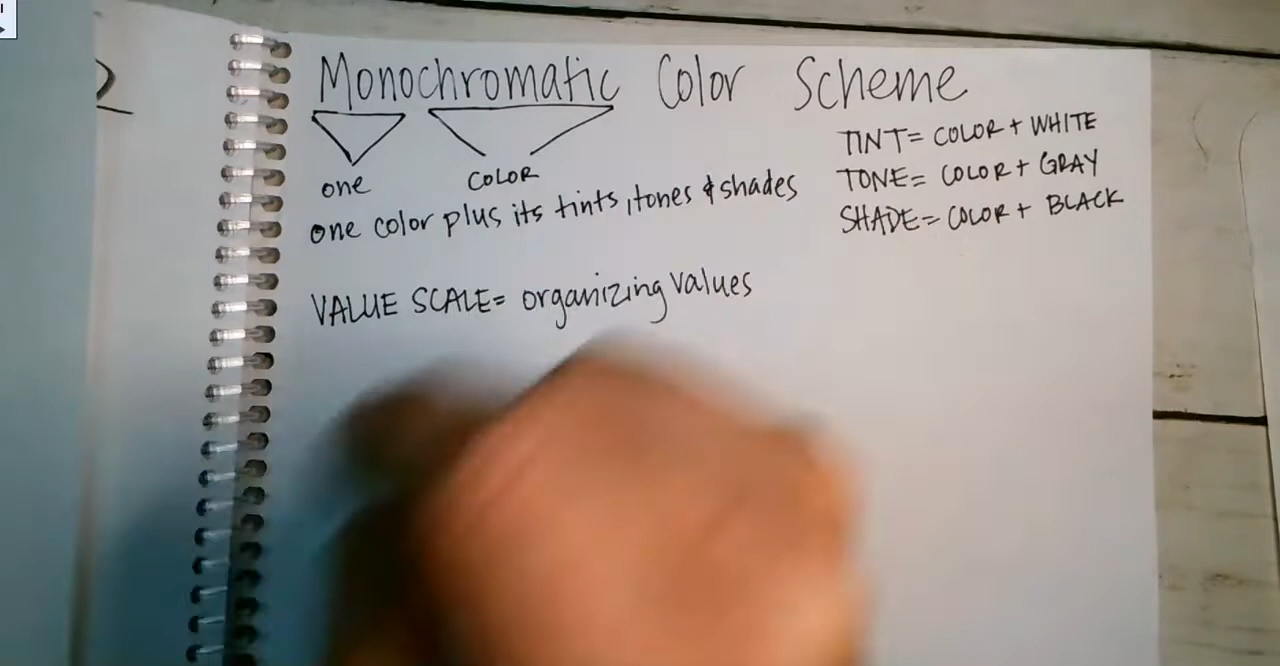 Monochromatic Color Scheme
one
COLOR
one color plus its tints, tones & shades
TINT= COLOR + WHITE
TONE= COLOR + GRAY
SHADE= COLOR + BLACK
VALUE SCALE= organizing values